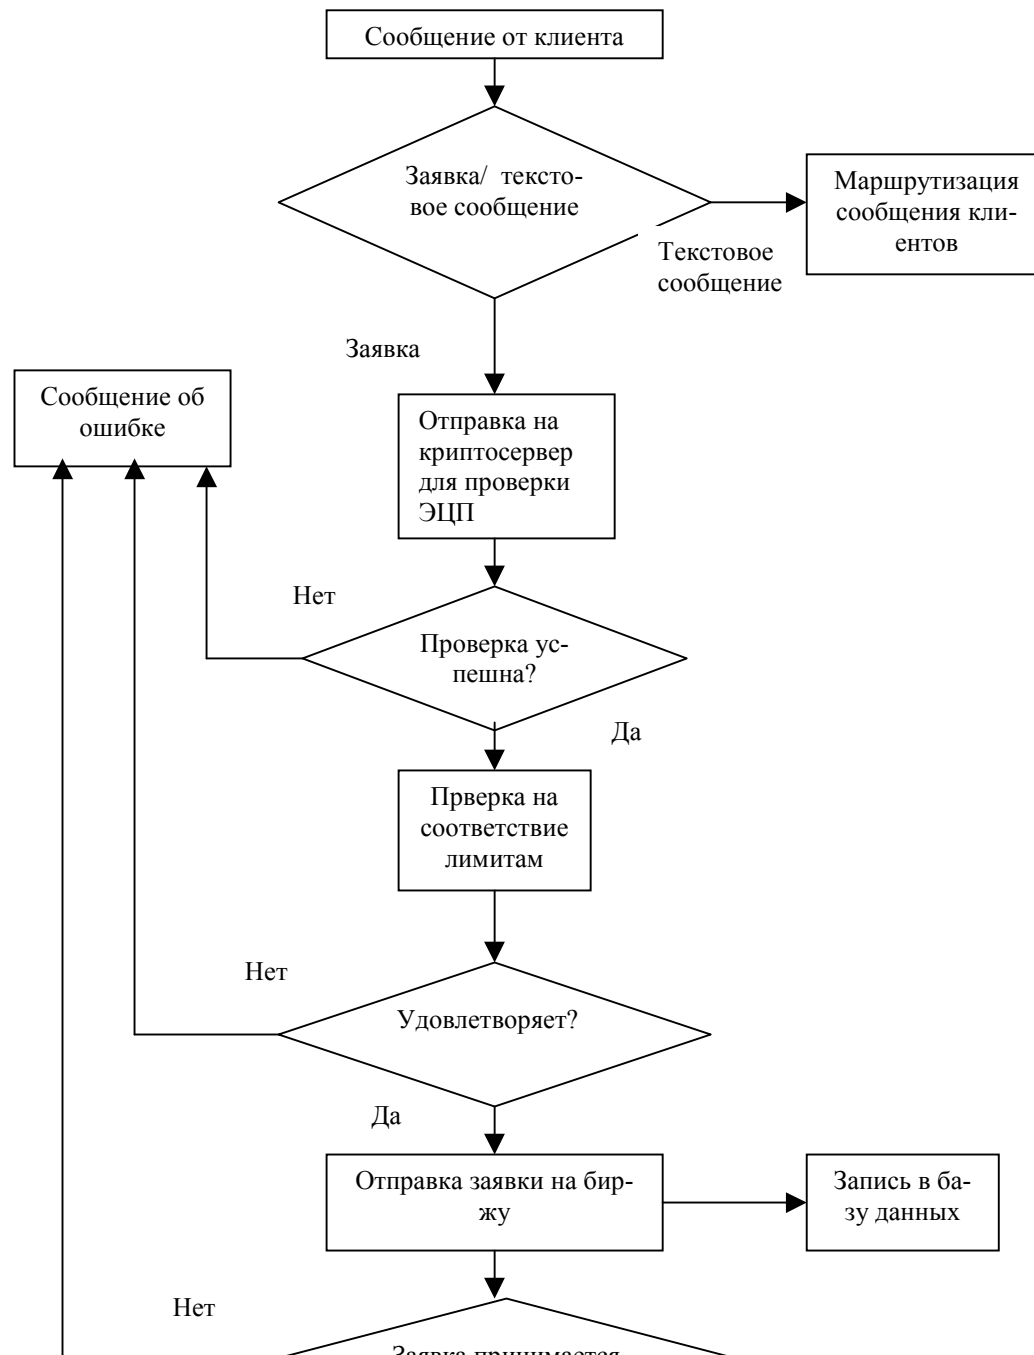 Сообщение от клиента
Заявка/ тексто-
вое сообщение
Маршрутизация
сообщения кли-
ентов
Текстовое
сообщение
Заявка
Сообщение об
ошибке
Отправка на
криптосервер
для проверки
ЭЦП
Нет
Проверка ус-
пешна?
Да
Прверка на
соответствие
лимитам
Нет
Удовлетворяет?
Да
Отправка заявки на бир-
жу
Запись в ба-
зу данных
Нет
Заявка принимается